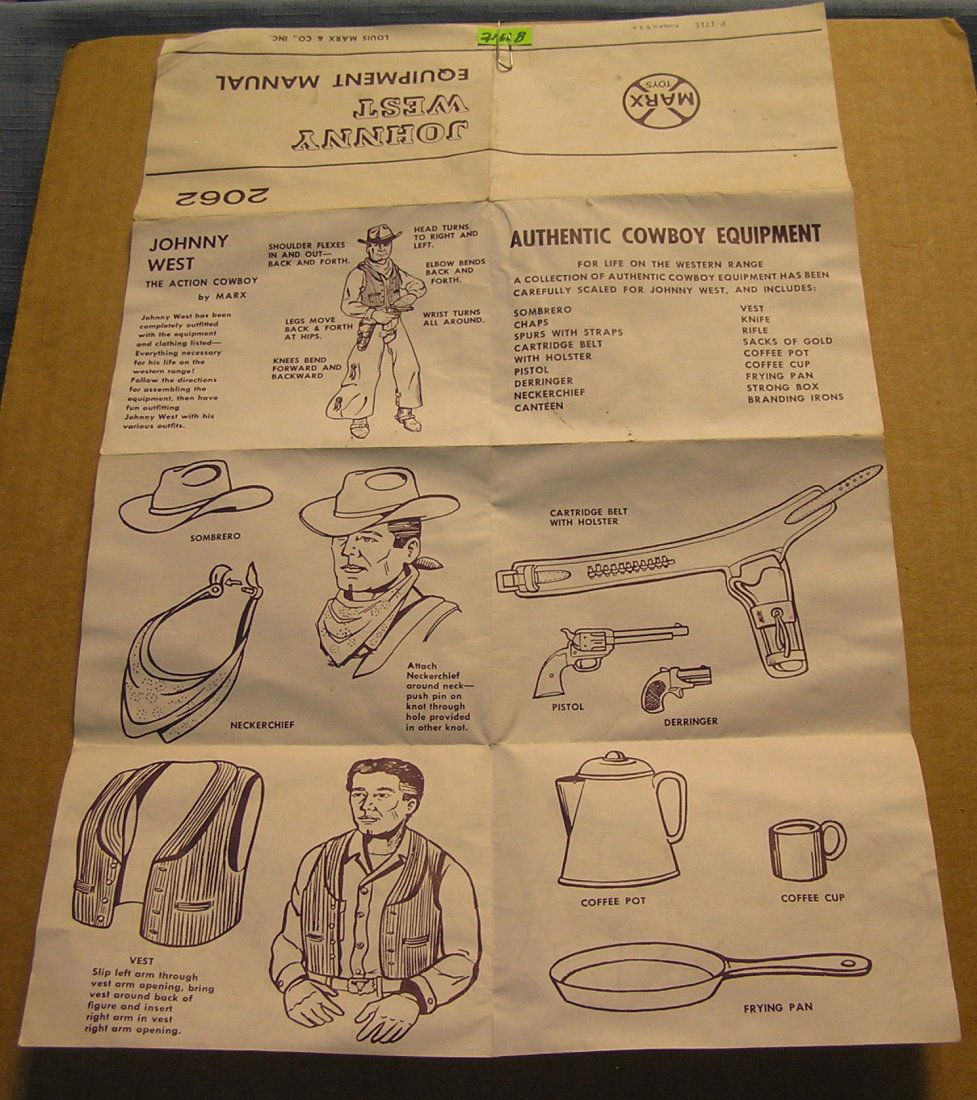 LOUIS MARX & CO., INC.
P-1715
Printed in U.S.A.
JOHNNY
WEST
EQUIPMENT MANUAL
MARX
TOYS
®
2062
JOHNNY
WEST
THE ACTION COWBOY
by MARX
Johnny West has been
completely outfitted
with the equipment
and clothing listed—
Everything necessary
for his life on the
western range!
Follow the directions
for assembling the
equipment, then have
fun outfitting
Johnny West with his
various outfits.
SHOULDER FLEXES
IN AND OUT—
BACK AND FORTH.
HEAD TURNS
TO RIGHT AND
LEFT.
ELBOW BENDS
BACK AND
FORTH.
LEGS MOVE
BACK & FORTH
AT HIPS.
WRIST TURNS
ALL AROUND.
KNEES BEND
FORWARD AND
BACKWARD
AUTHENTIC COWBOY EQUIPMENT
FOR LIFE ON THE WESTERN RANGE
A COLLECTION OF AUTHENTIC COWBOY EQUIPMENT HAS BEEN
CAREFULLY SCALED FOR JOHNNY WEST, AND INCLUDES:
SOMBRERO
CHAPS
SPURS WITH STRAPS
CARTRIDGE BELT
WITH HOLSTER
PISTOL
DERRINGER
NECKERCHIEF
CANTEEN
VEST
KNIFE
RIFLE
SACKS OF GOLD
COFFEE POT
COFFEE CUP
FRYING PAN
STRONG BOX
BRANDING IRONS
SOMBRERO
NECKERCHIEF
Attach
Neckerchief
around neck—
push pin on
knot through
hole provided
in other knot.
CARTRIDGE BELT
WITH HOLSTER
PISTOL
DERRINGER
VEST
Slip left arm through
vest arm opening, bring
vest around back of
figure and insert
right arm in vest
right arm opening.
COFFEE POT
COFFEE CUP
FRYING PAN